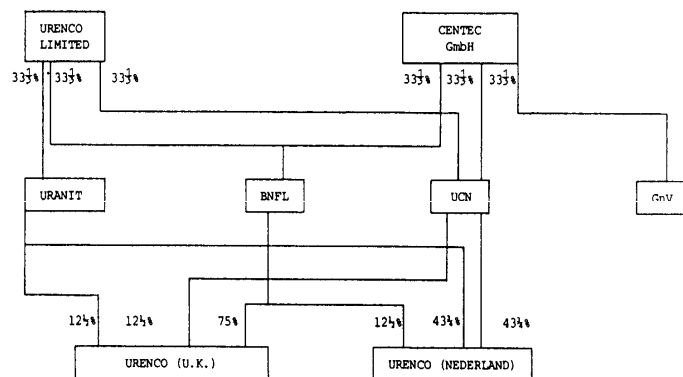 URENCO
LIMITED
CENTEC
GmbH
33⅓% 33⅓% 33⅓%
33⅓% 33⅓% 33⅓%
URANIT
BNFL
UCN
GnV
12½% 12½% 75%
12½% 43¾% 43¾%
URENCO (U.K.)
URENCO (NEDERLAND)